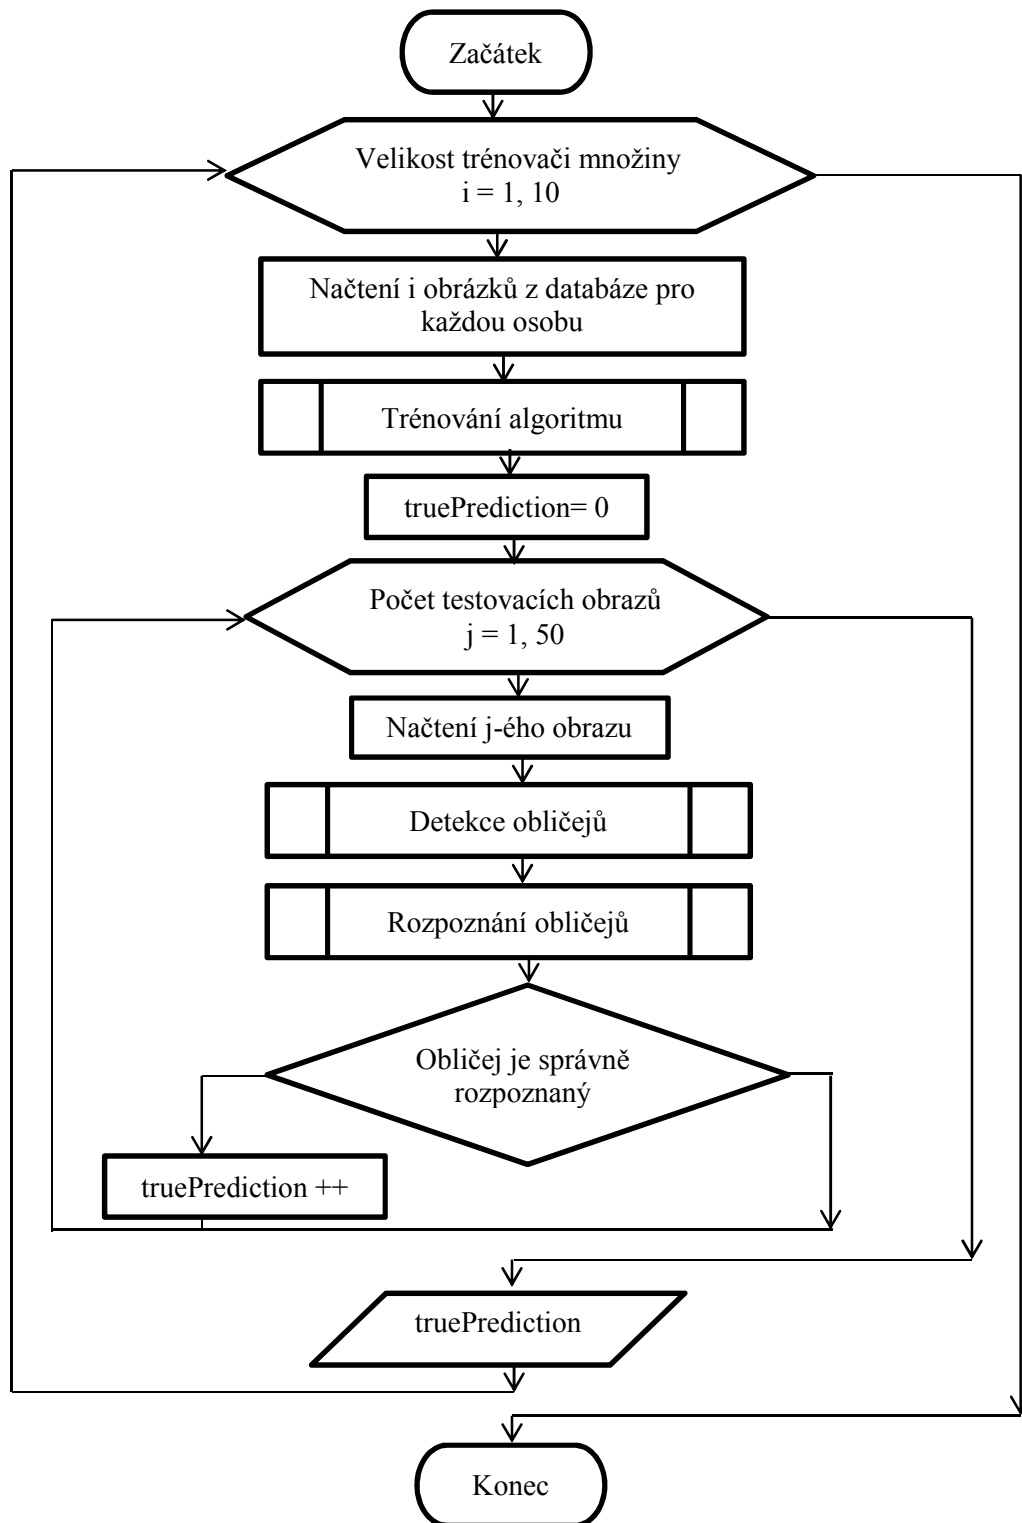 Začátek
Velikost trénovači množiny
i = 1, 10
Načtení i obrázků z databáze pro
každou osobu
Trénování algoritmu
truePrediction= 0
Počet testovacích obrazů
j = 1, 50
Načtení j-ého obrazu
Detekce obličejů
Rozpoznání obličejů
Obličej je správně
rozpoznaný
truePrediction ++
truePrediction
Konec